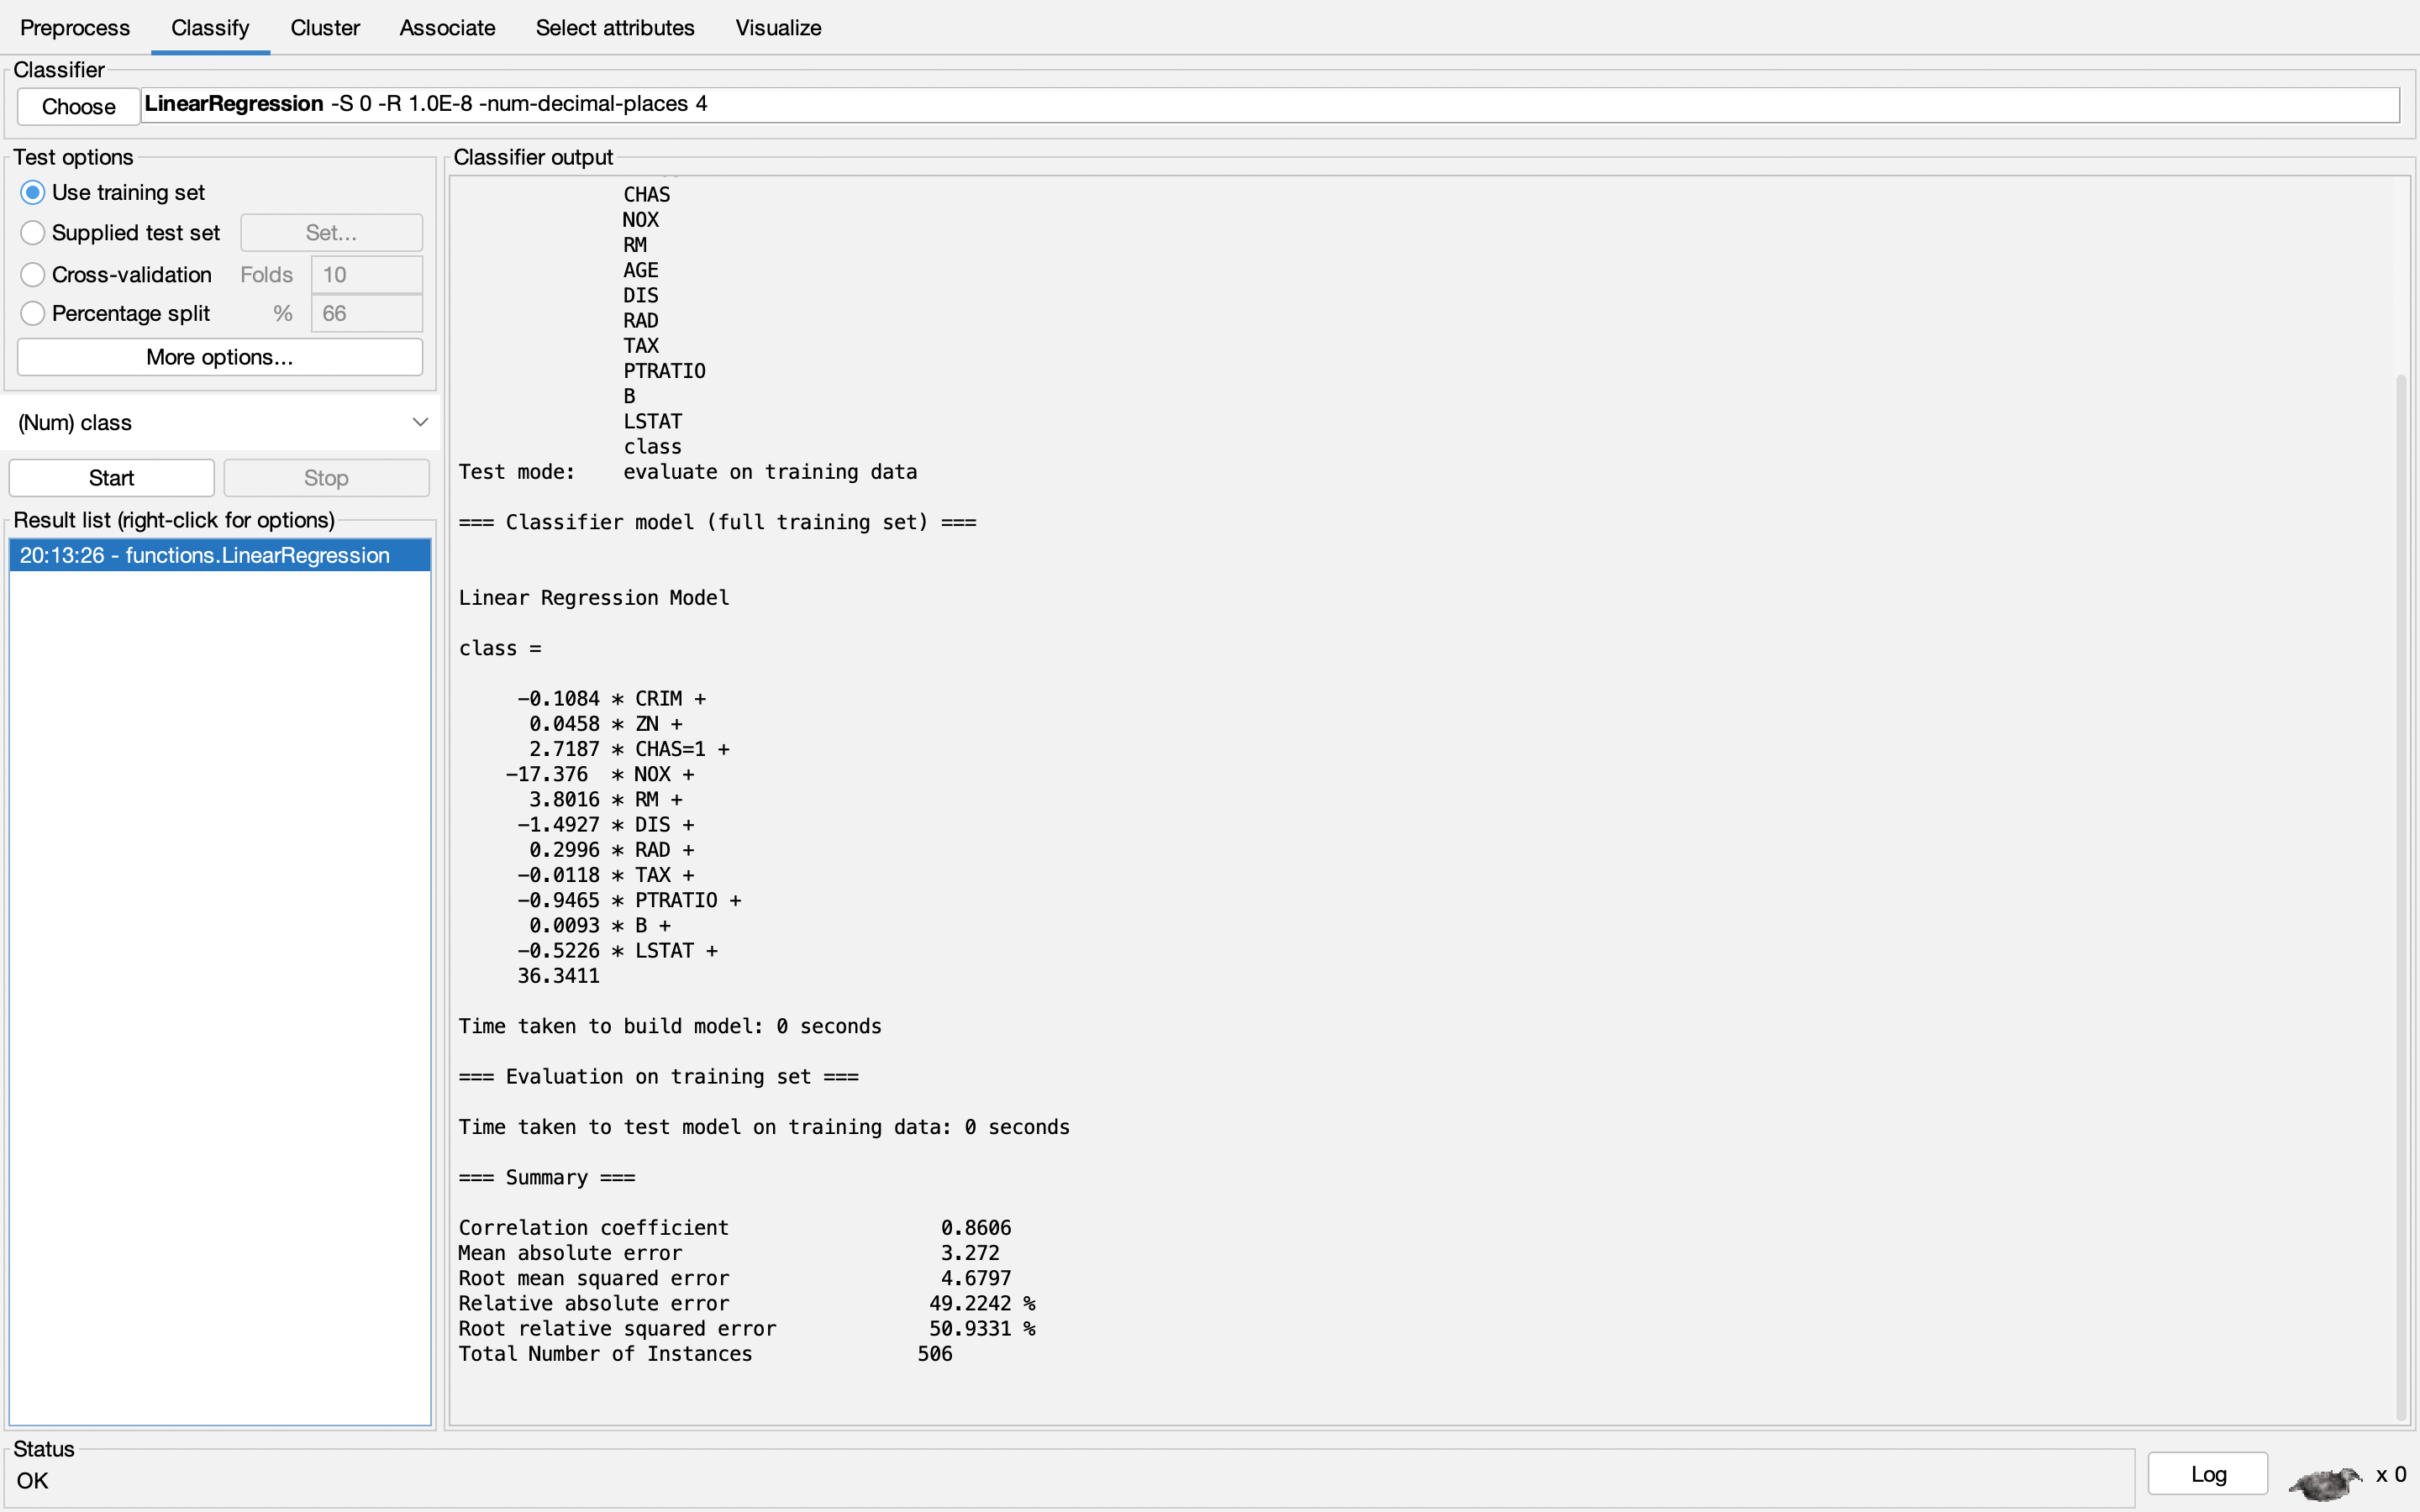 Preprocess Classify Cluster Associate Select attributes Visualize
Classifier
Choose LinearRegression -S 0 -R 1.0E-8 -num-decimal-places 4
Test options
Use training set
Supplied test set Set...
Cross-validation Folds 10
Percentage split % 66
More options...
(Num) class
Start Stop
Result list (right-click for options)
20:13:26 - functions.LinearRegression
Classifier output
CHAS
NOX
RM
AGE
DIS
RAD
TAX
PTRATIO
B
LSTAT
class
Test mode: evaluate on training data
=== Classifier model (full training set) ===
Linear Regression Model
class =
-0.1084 * CRIM +
0.0458 * ZN +
2.7187 * CHAS=1 +
-17.376 * NOX +
3.8016 * RM +
-1.4927 * DIS +
0.2996 * RAD +
-0.0118 * TAX +
-0.9465 * PTRATIO +
0.0093 * B +
-0.5226 * LSTAT +
36.3411
Time taken to build model: 0 seconds
=== Evaluation on training set ===
Time taken to test model on training data: 0 seconds
=== Summary ===
Correlation coefficient 0.8606
Mean absolute error 3.272
Root mean squared error 4.6797
Relative absolute error 49.2242 %
Root relative squared error 50.9331 %
Total Number of Instances 506
Status
OK
Log x 0